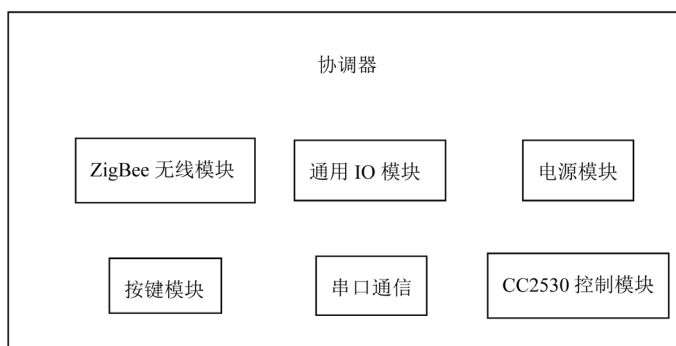 协调器
ZigBee 无线模块
通用 IO 模块
电源模块
按键模块
串口通信
CC2530 控制模块